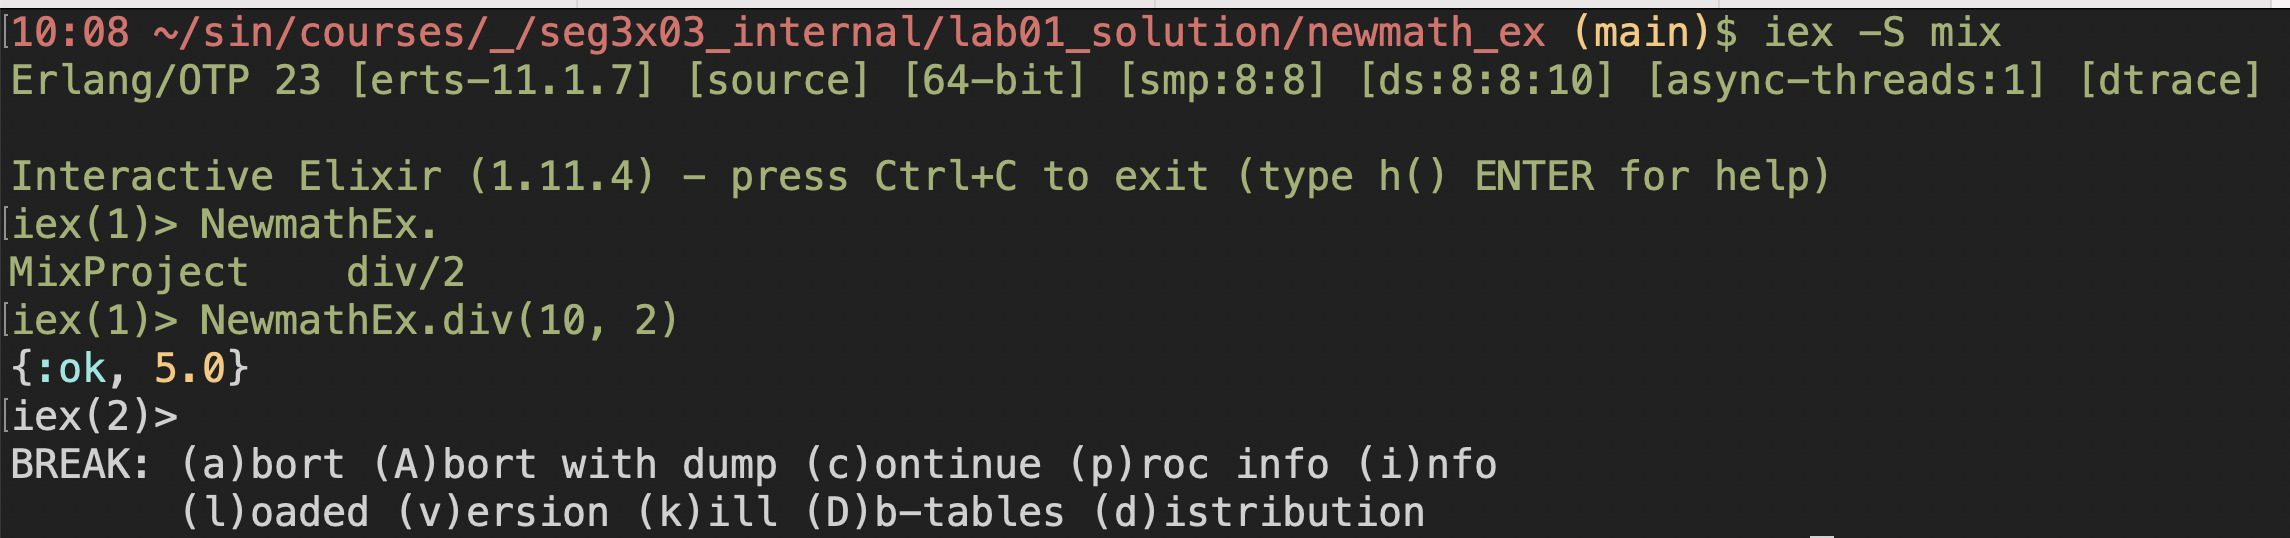 10:08 ~/sin/courses/_/seg3x03_internal/lab01_solution/newmath_ex (main)$ iex -S mix
Erlang/OTP 23 [erts-11.1.7] [source] [64-bit] [smp:8:8] [ds:8:8:10] [async-threads:1] [dtrace]
Interactive Elixir (1.11.4) - press Ctrl+C to exit (type h() ENTER for help)
iex(1)> NewmathEx.
MixProject    div/2
iex(1)> NewmathEx.div(10, 2)
{:ok, 5.0}
iex(2)>
BREAK: (a)bort (A)bort with dump (c)ontinue (p)roc info (i)nfo
       (l)oaded (v)ersion (k)ill (D)b-tables (d)istribution